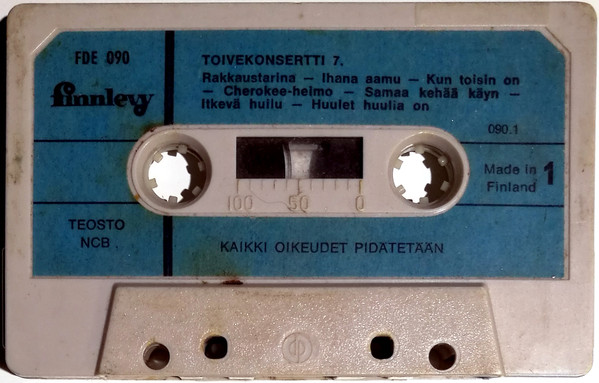 FDE 090
finnlevy
TOIVEKONSERTTI 7.
Rakkaustarina – Ihana aamu – Kun toisin on
– Cherokee-heimo – Samaa kehää käyn –
Itkevä hullu – Huulet huulia on
090.1
Made in
Finland
1
100 50 0
TEOSTO
NCB
KAIKKI OIKEUDET PIDÄTETÄÄN